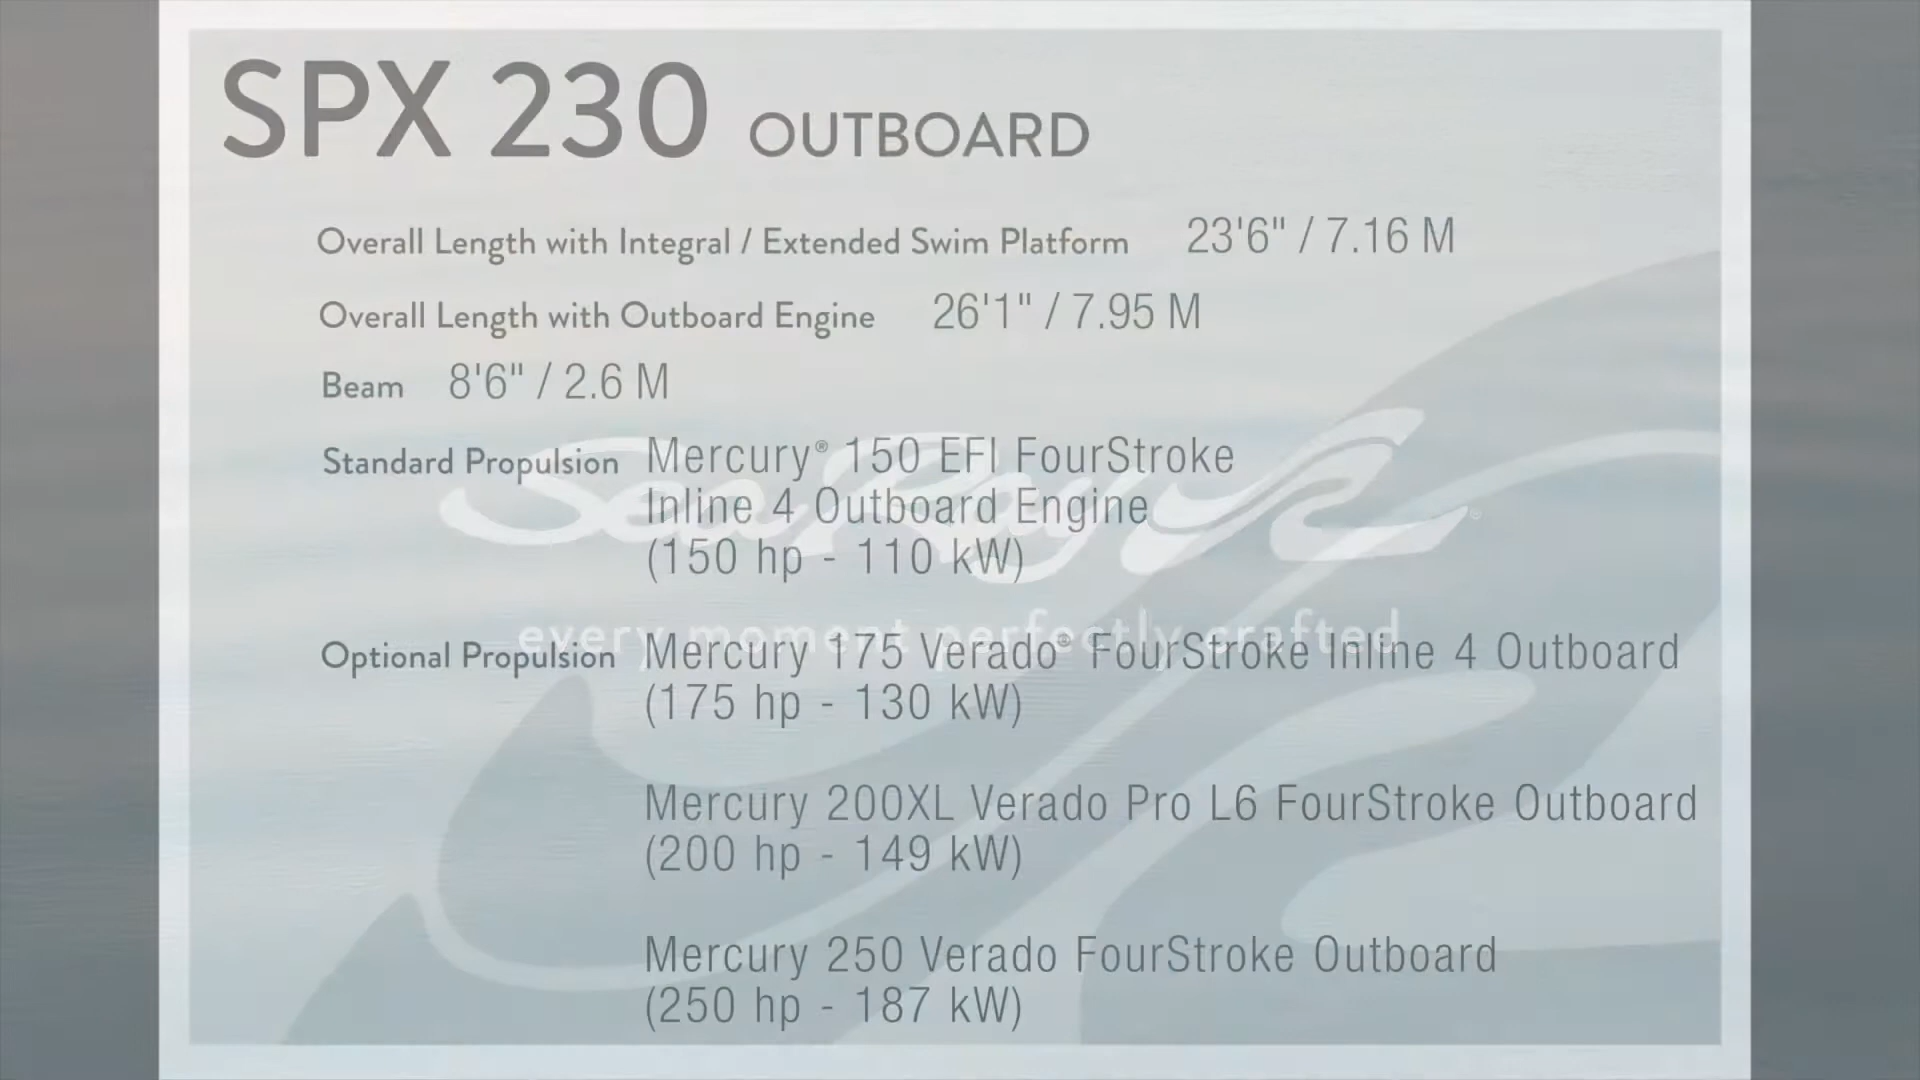 SPX 230 OUTBOARD
Overall Length with Integral / Extended Swim Platform 23'6" / 7.16 M
Overall Length with Outboard Engine 26'1" / 7.95 M
Beam 8'6" / 2.6 M
Standard Propulsion Mercury® 150 EFI FourStroke
Inline 4 Outboard Engine
(150 hp - 110 kW)
Sea Ray®
every moment perfectly crafted
Optional Propulsion Mercury 175 Verado® FourStroke Inline 4 Outboard
(175 hp - 130 kW)
Mercury 200XL Verado Pro L6 FourStroke Outboard
(200 hp - 149 kW)
Mercury 250 Verado FourStroke Outboard
(250 hp - 187 kW)